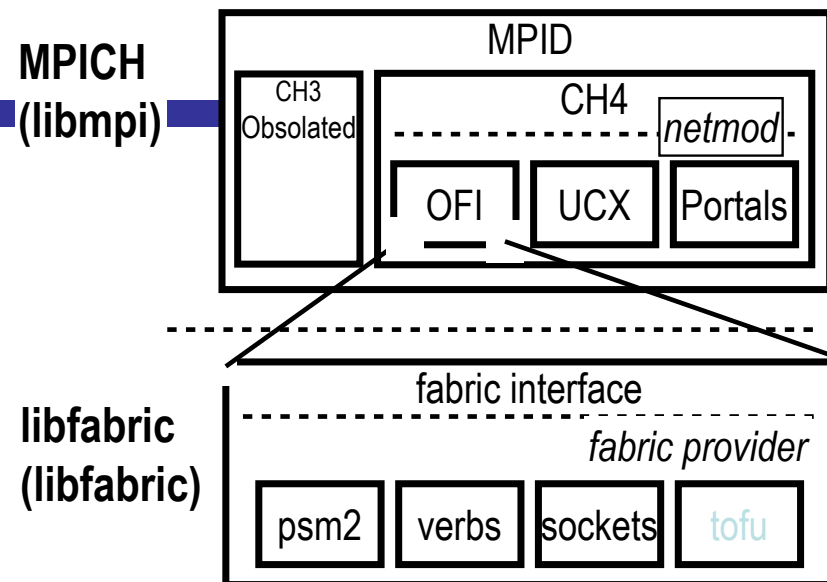 MPICH
(libmpi)
MPID
CH3
Obsolated
CH4
netmod
OFI
UCX
Portals
libfabric
(libfabric)
fabric interface
fabric provider
psm2
verbs
sockets
tofu